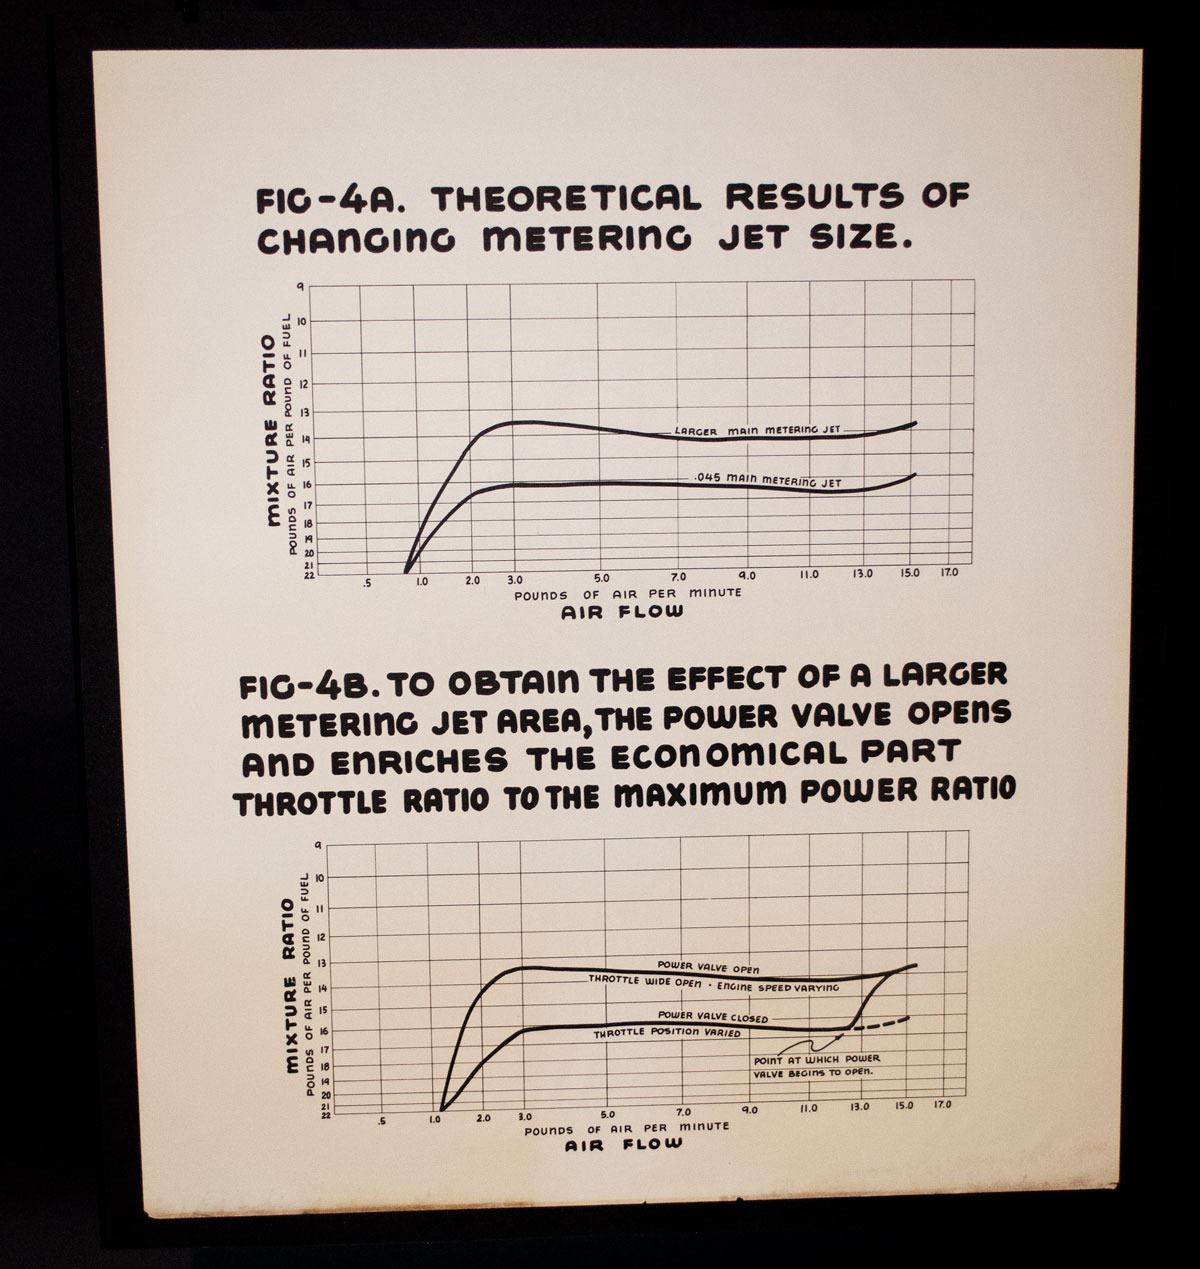 FIG-4A. THEORETICAL RESULTS OF
CHANGING METERING JET SIZE.
MIXTURE RATIO
POUNDS OF AIR PER POUND OF FUEL
9
10
11
12
13
14
15
16
17
18
19
20
21
22
LARGER MAIN METERING JET
.045 MAIN METERING JET
.5 1.0 2.0 3.0 5.0 7.0 9.0 11.0 13.0 15.0 17.0
POUNDS OF AIR PER MINUTE
AIR FLOW
FIG-4B. TO OBTAIN THE EFFECT OF A LARGER
METERING JET AREA, THE POWER VALVE OPENS
AND ENRICHES THE ECONOMICAL PART
THROTTLE RATIO TO THE MAXIMUM POWER RATIO
MIXTURE RATIO
POUNDS OF AIR PER POUND OF FUEL
9
10
11
12
13
14
15
16
17
18
19
20
21
22
POWER VALVE OPEN
THROTTLE WIDE OPEN - ENGINE SPEED VARYING
POWER VALVE CLOSED
THROTTLE POSITION VARIED
POINT AT WHICH POWER
VALVE BEGINS TO OPEN.
.5 1.0 2.0 3.0 5.0 7.0 9.0 11.0 13.0 15.0 17.0
POUNDS OF AIR PER MINUTE
AIR FLOW